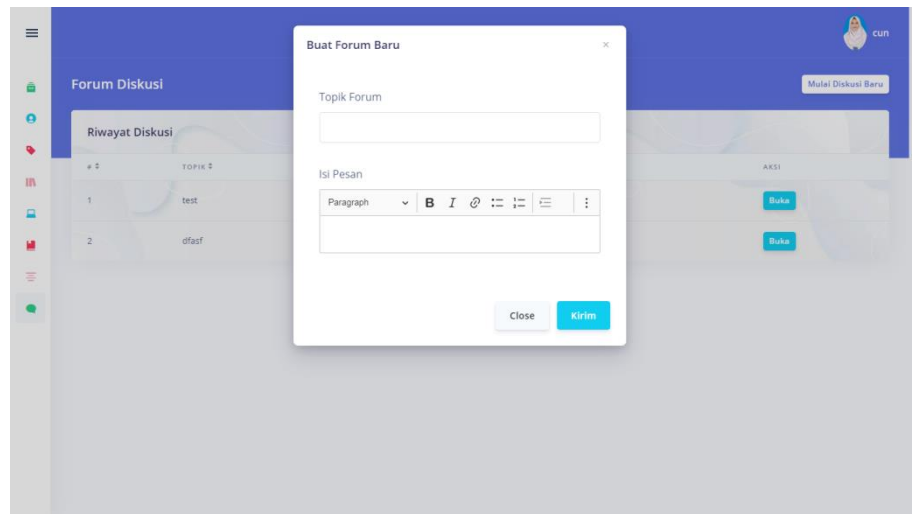 cun
Forum Diskusi
Mulai Diskusi Baru
Riwayat Diskusi
# TOPIK AKSI
1 test Buka
2 dfasf Buka
Buat Forum Baru ×
Topik Forum
Isi Pesan
Paragraph B I
Close Kirim